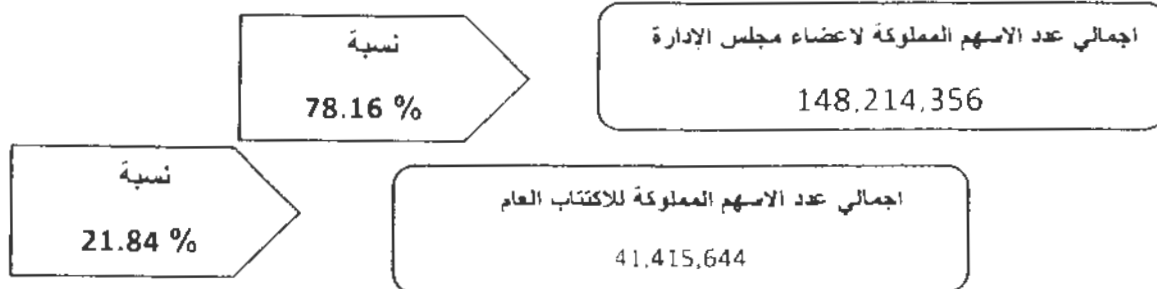 اجمالي عدد الاسهم المملوكة لاعضاء مجلس الإدارة
148,214,356
نسبة
78.16 %
اجمالي عدد الاسهم المملوكة للاكتتاب العام
41,415,644
نسبة
21.84 %